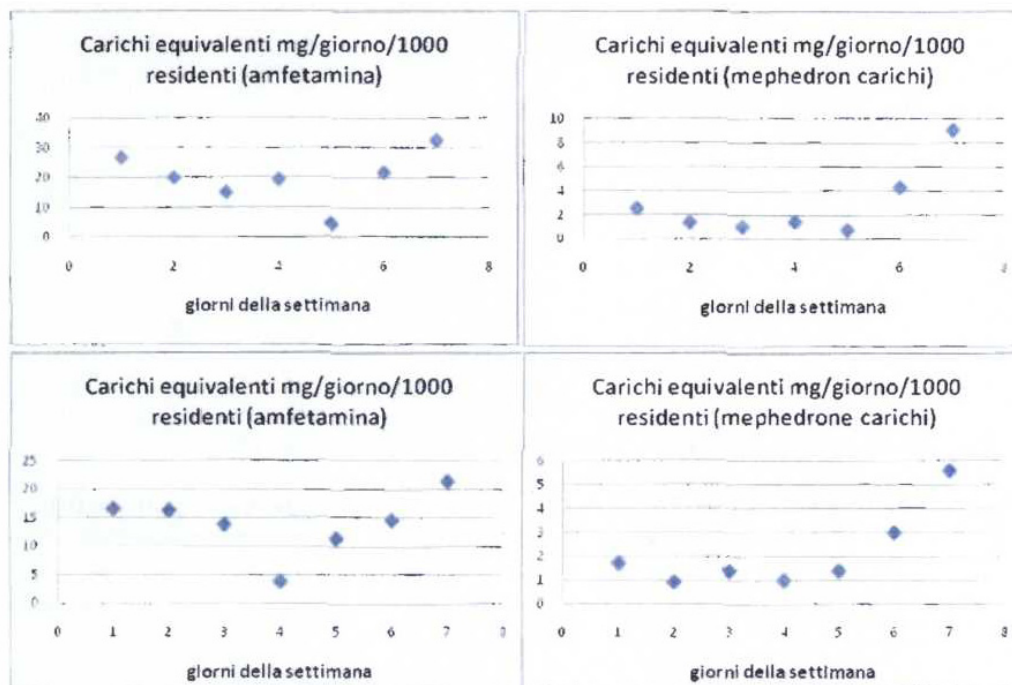 Carichi equivalenti mg/giorno/1000
residenti (amfetamina)
40
30
20
10
0
0 2 4 6 8
giorni della settimana
Carichi equivalenti mg/giorno/1000
residenti (mephedron carichi)
10
8
6
4
2
0
0 2 4 6 8
giorni della settimana
Carichi equivalenti mg/giorno/1000
residenti (amfetamina)
25
20
15
10
5
0
0 1 2 3 4 5 6 7 8
giorni della settimana
Carichi equivalenti mg/giorno/1000
residenti (mephedrone carichi)
6
5
4
3
2
1
0
0 1 2 3 4 5 6 7 8
giorni della settimana